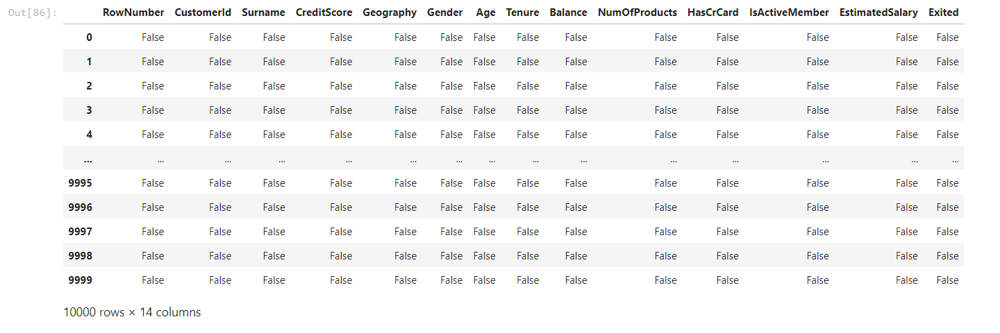 Out[86]:
RowNumber CustomerId Surname CreditScore Geography Gender Age Tenure Balance NumOfProducts HasCrCard IsActiveMember EstimatedSalary Exited
0 False False False False False False False False False False False False False False
1 False False False False False False False False False False False False False False
2 False False False False False False False False False False False False False False
3 False False False False False False False False False False False False False False
4 False False False False False False False False False False False False False False
... ... ... ... ... ... ... ... ... ... ... ... ... ... ...
9995 False False False False False False False False False False False False False False
9996 False False False False False False False False False False False False False False
9997 False False False False False False False False False False False False False False
9998 False False False False False False False False False False False False False False
9999 False False False False False False False False False False False False False False
10000 rows × 14 columns